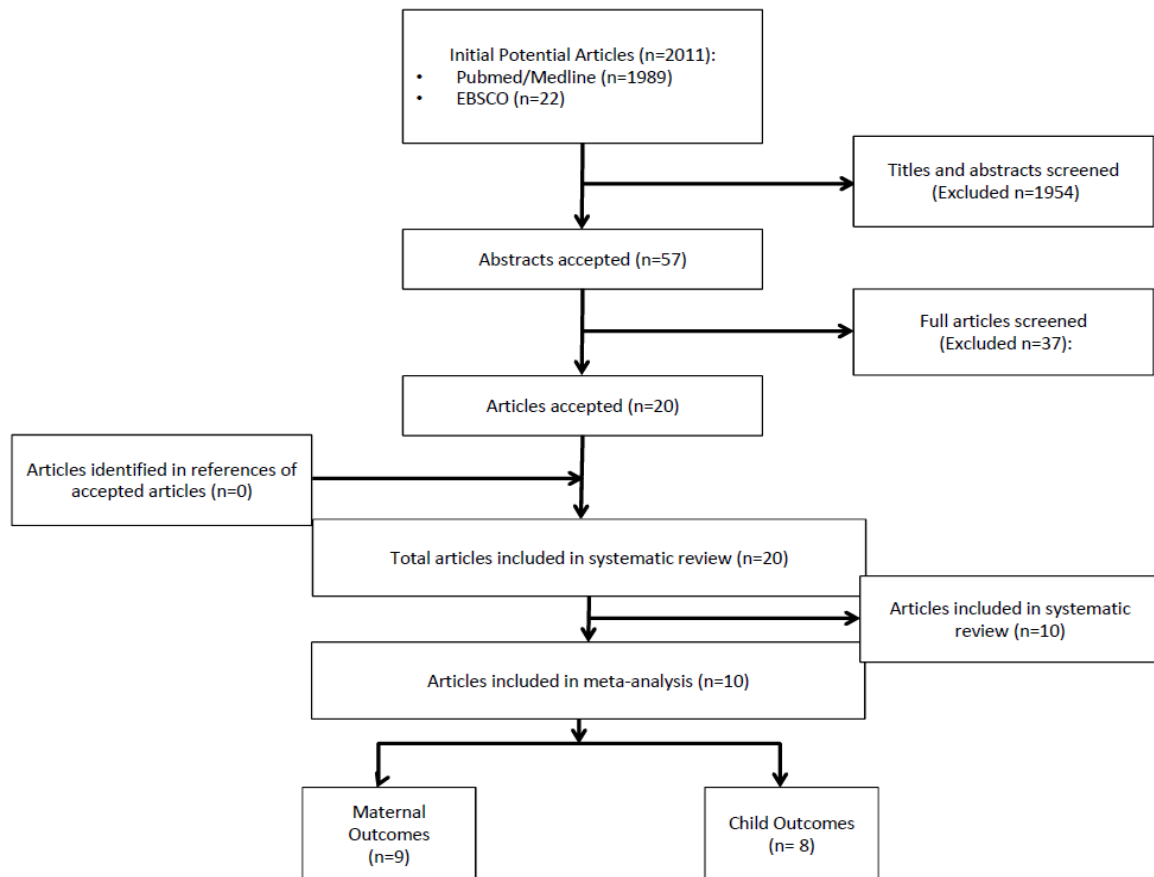 Initial Potential Articles (n=2011):
• Pubmed/Medline (n=1989)
• EBSCO (n=22)
Titles and abstracts screened
(Excluded n=1954)
Abstracts accepted (n=57)
Full articles screened
(Excluded n=37):
Articles accepted (n=20)
Articles identified in references of
accepted articles (n=0)
Total articles included in systematic review (n=20)
Articles included in systematic
review (n=10)
Articles included in meta-analysis (n=10)
Maternal
Outcomes
(n=9)
Child Outcomes
(n= 8)